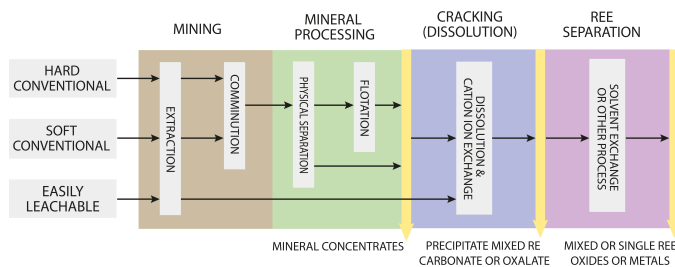 MINING
MINERAL
PROCESSING
CRACKING
(DISSOLUTION)
REE
SEPARATION
HARD
CONVENTIONAL
SOFT
CONVENTIONAL
EASILY
LEACHABLE
EXTRACTION
COMMINUTION
PHYSICAL SEPARATION
FLOTATION
DISSOLUTION &
CATION ION EXCHANGE
SOLVENT EXCHANGE
OR OTHER PROCESS
MINERAL CONCENTRATES
PRECIPITATE MIXED RE
CARBONATE OR OXALATE
MIXED OR SINGLE REE
OXIDES OR METALS